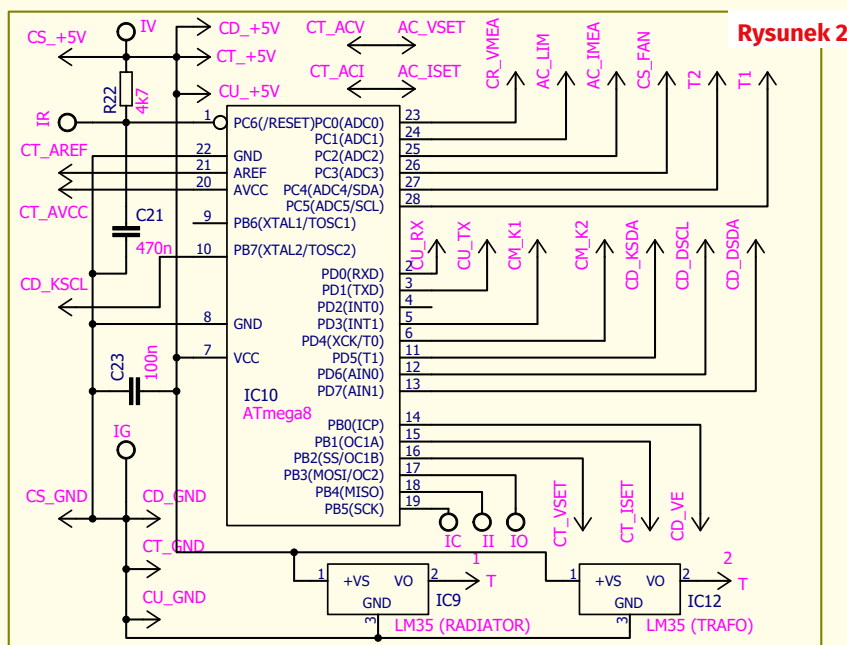 Rysunek 2
IV
CS_+5V
CD_+5V
CT_+5V
CU_+5V
CT_ACV
AC_VSET
CT_ACI
AC_ISET
CR_VMEA
AC_LIM
AC_IMEA
CS_FAN
T2
T1
R22
4k7
IR
CT_AREF
CT_AVCC
C21
470n
CD_KSCL
C23
100n
IG
CS_GND
CD_GND
CT_GND
CU_GND
1 PC6(/RESET)
22 GND
21 AREF
20 AVCC
9 PB6(XTAL1/TOSC1)
10 PB7(XTAL2/TOSC2)
8 GND
7 VCC
IC10
ATmega8
PC0(ADC0) 23
PC1(ADC1) 24
PC2(ADC2) 25
PC3(ADC3) 26
PC4(ADC4/SDA) 27
PC5(ADC5/SCL) 28
PD0(RXD) 2
PD1(TXD) 3
PD2(INT0) 4
PD3(INT1) 5
PD4(XCK/T0) 6
PD5(T1) 11
PD6(AIN0) 12
PD7(AIN1) 13
PB0(ICP) 14
PB1(OC1A) 15
PB2(SS/OC1B) 16
PB3(MOSI/OC2) 17
PB4(MISO) 18
PB5(SCK) 19
CU_RX
CU_TX
CM_K1
CM_K2
CD_KSDA
CD_DSCL
CD_DSDA
IC
II
IO
CT_VSET
CT_ISET
CD_VE
1 +VS VO 2
GND
3
1
T
IC9
LM35 (RADIATOR)
1 +VS VO 2
GND
3
2
T
IC12
LM35 (TRAFO)